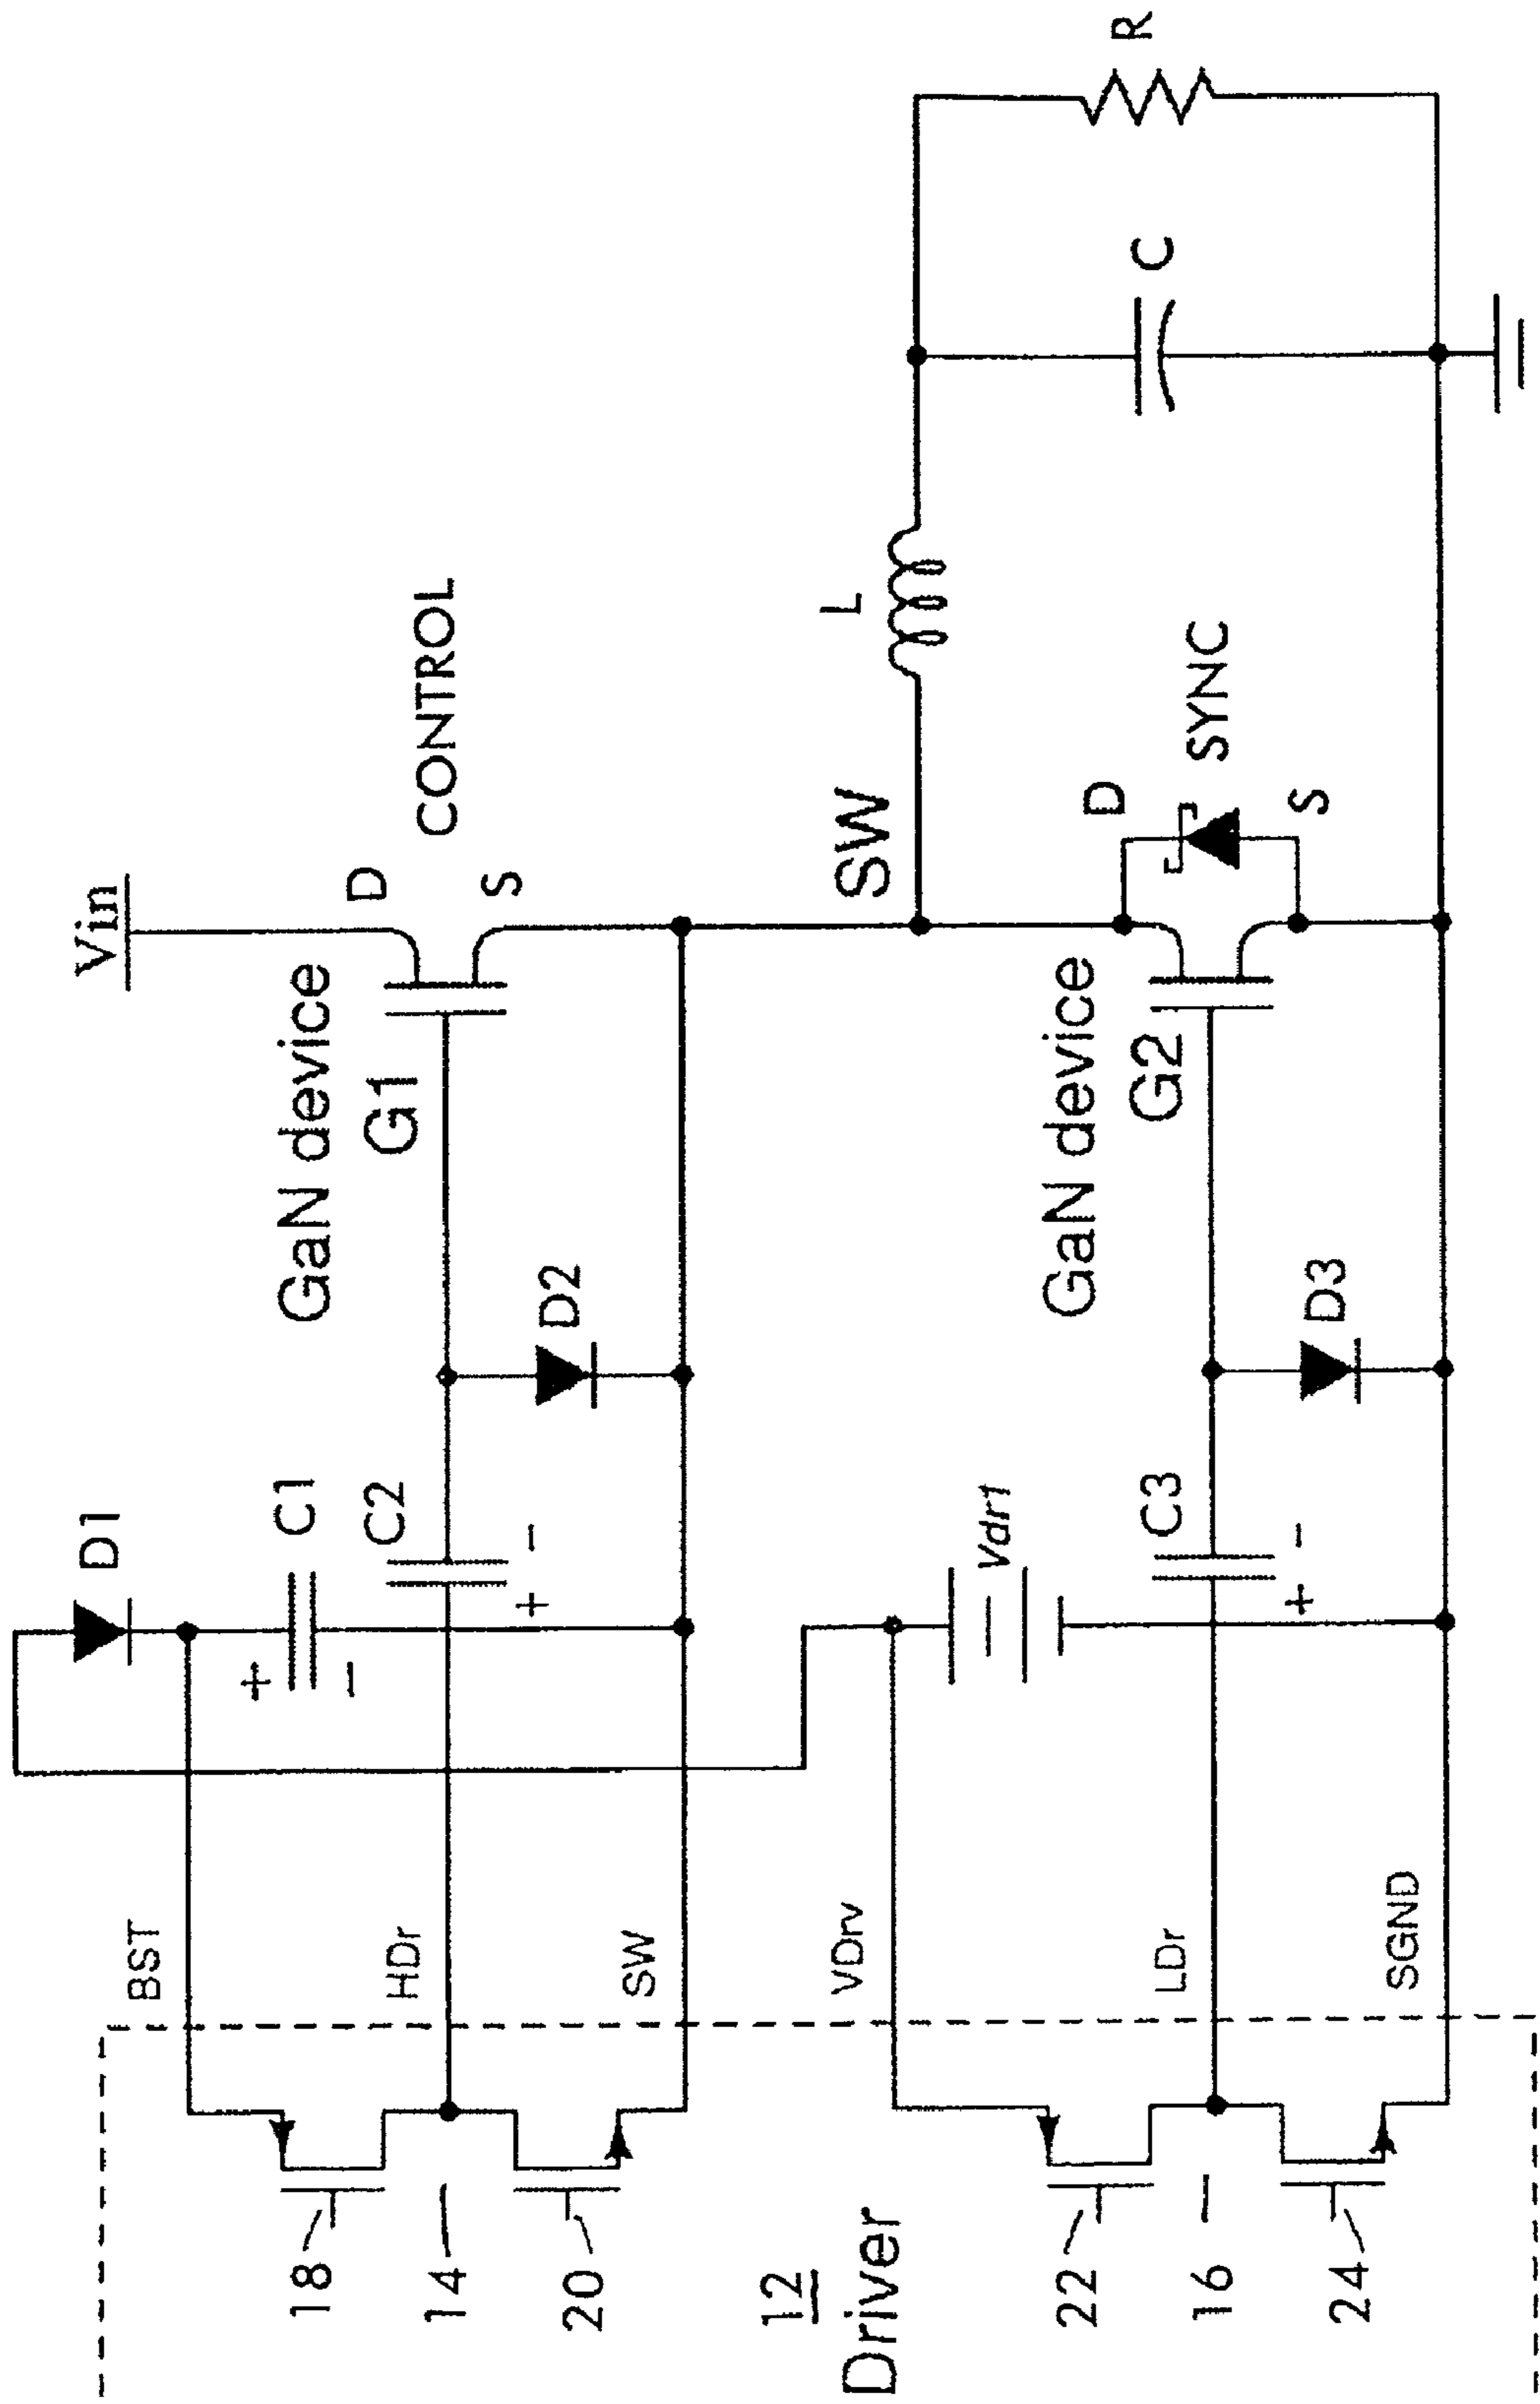 Vin
D1
BST
C1
+
−
GaN device
D
CONTROL
G1
S
C2
HDr
18
14
+ −
D2
20
SW
12
Driver
VDrv
Vdr1
SW
L
R
C
GaN device
D
G2
SYNC
S
C3
LDr
22
16
+ −
D3
24
SGND